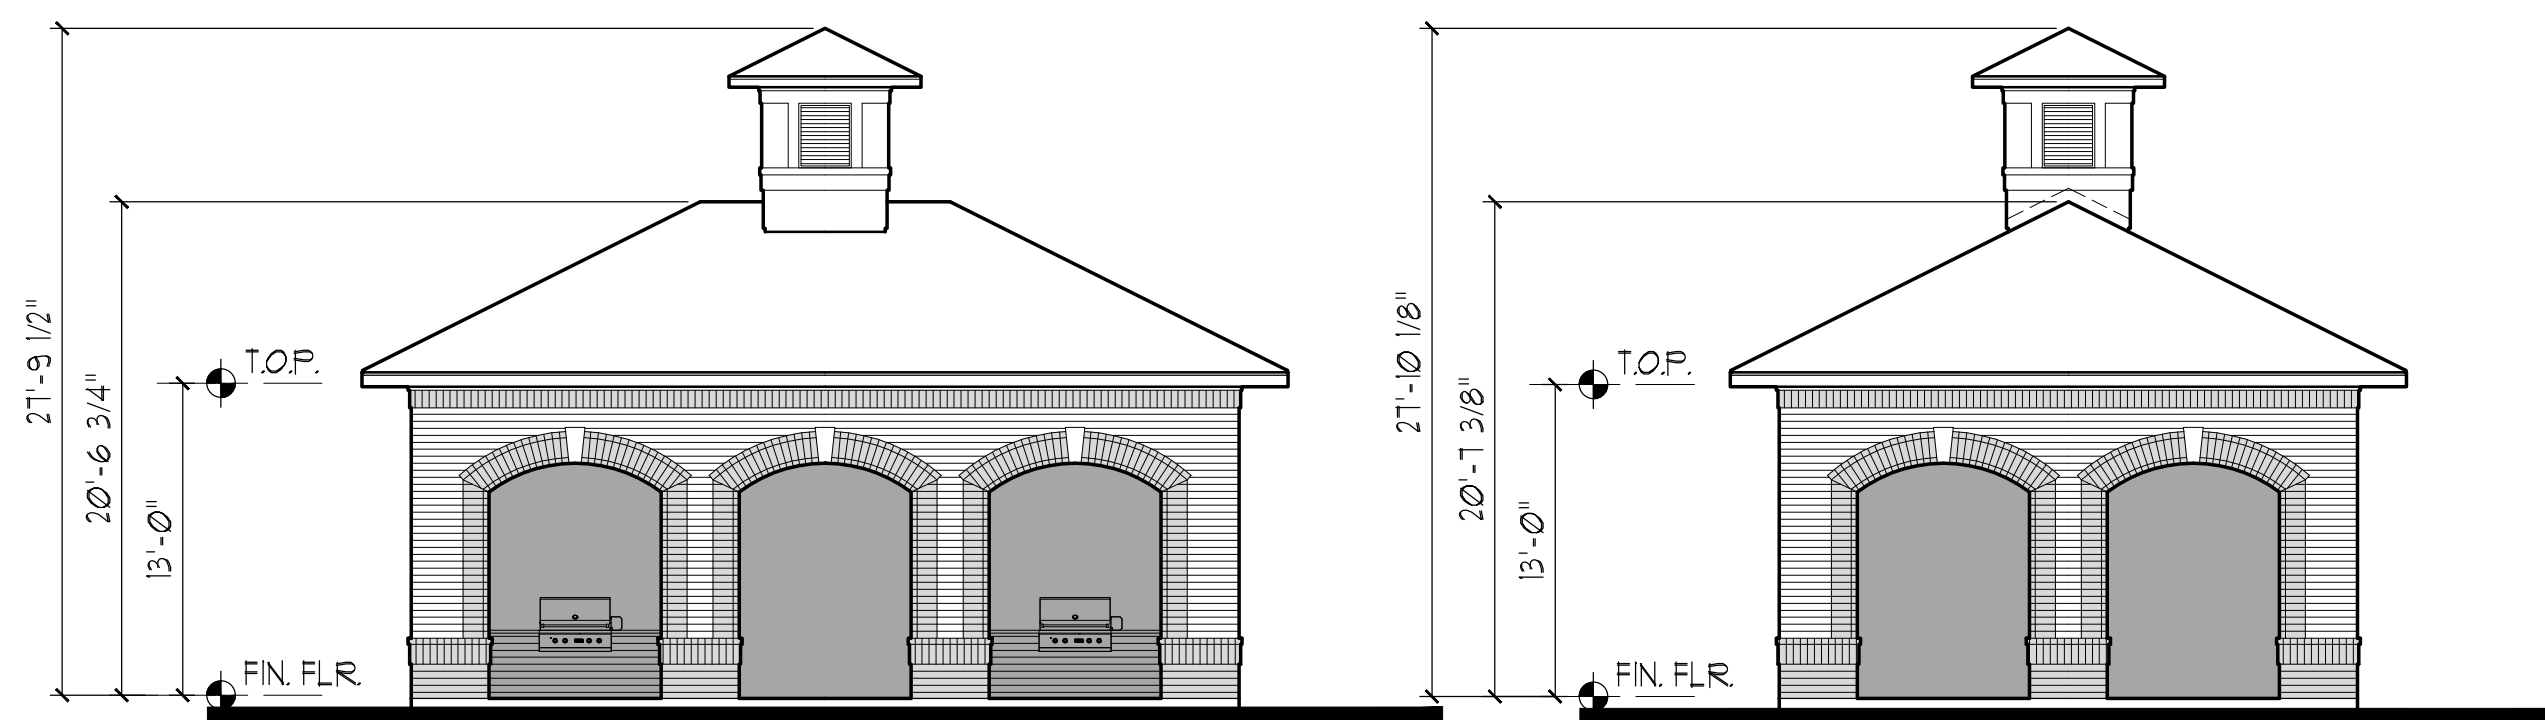 27'-9 1/2"
20'-6 3/4"
13'-0"
T.O.P.
FIN. FLR.
27'-10 1/8"
20'-7 3/8"
13'-0"
T.O.P.
FIN. FLR.